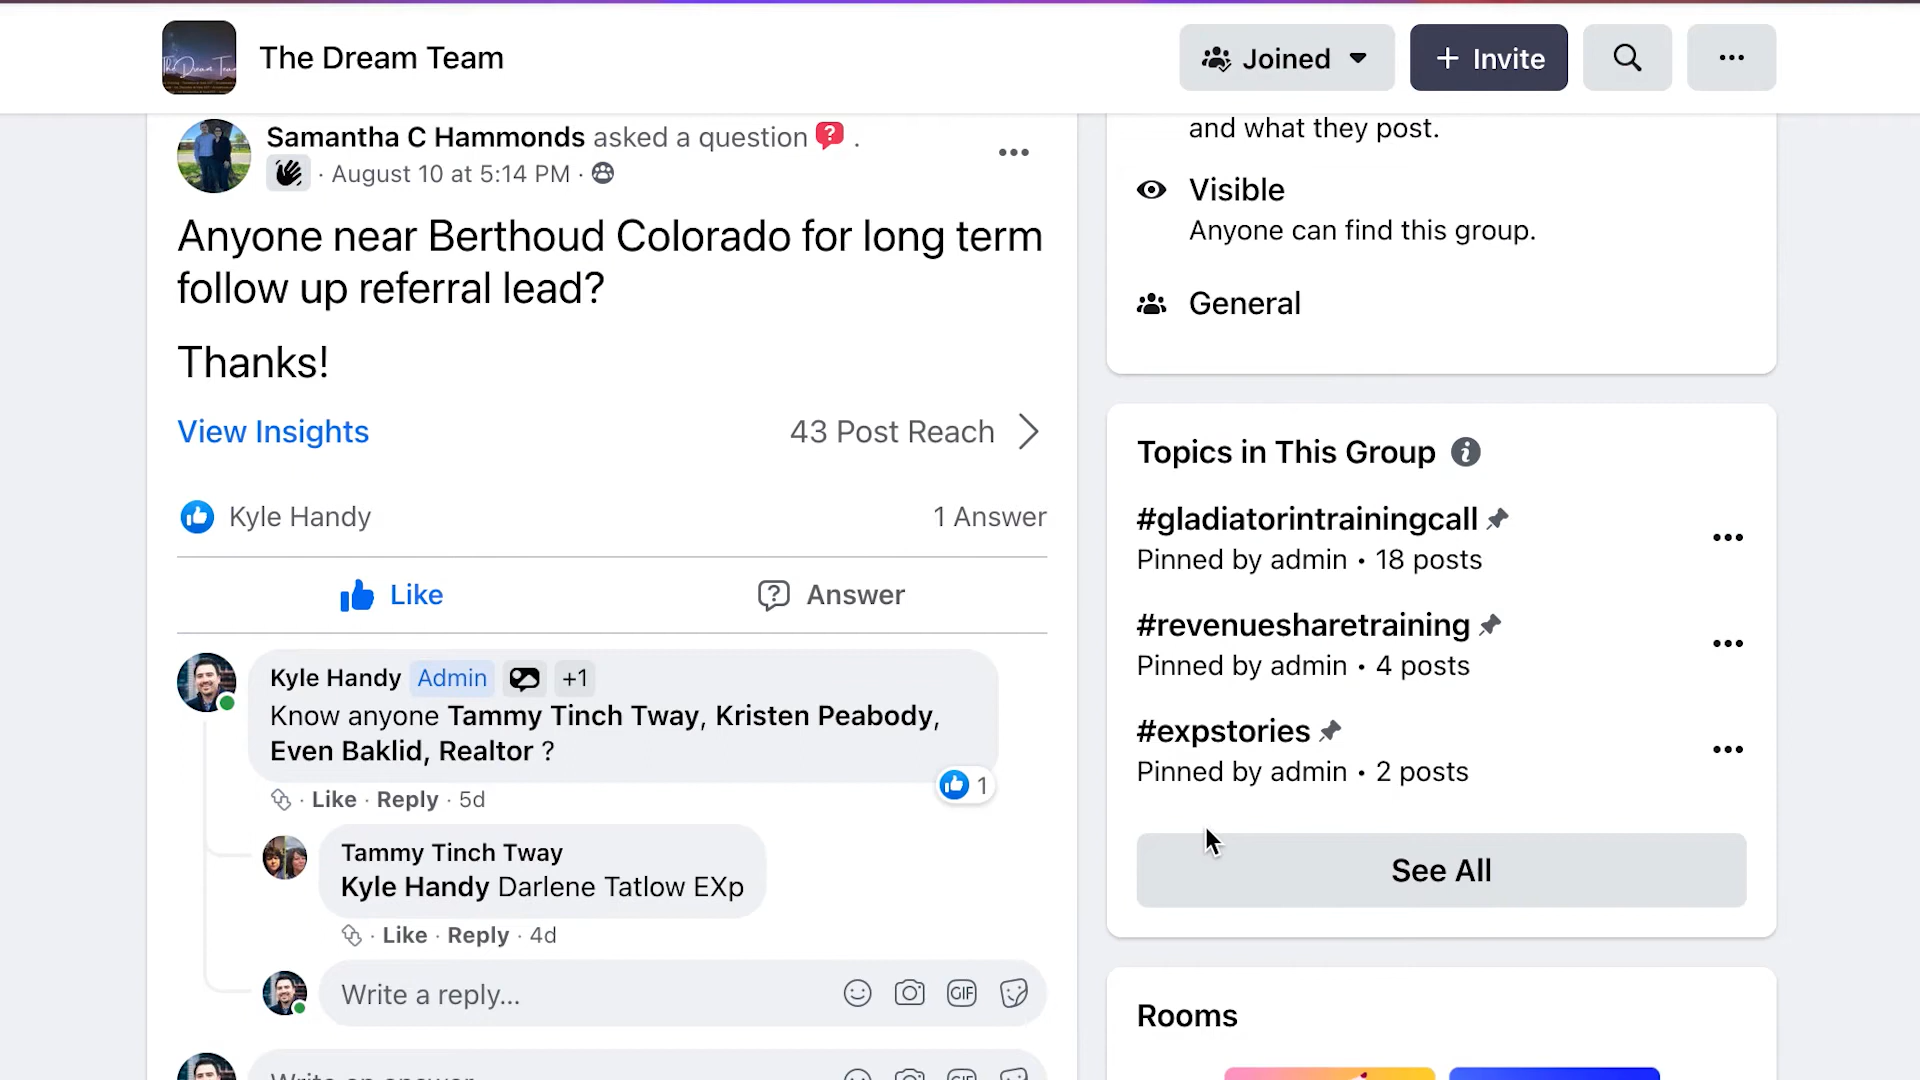 The Dream Team
Joined
+ Invite
Samantha C Hammonds asked a question ? .
· August 10 at 5:14 PM ·
Anyone near Berthoud Colorado for long term
follow up referral lead?
Thanks!
View Insights
43 Post Reach
Kyle Handy
1 Answer
Like
Answer
Kyle Handy Admin +1
Know anyone Tammy Tinch Tway, Kristen Peabody,
Even Baklid, Realtor ?
1
· Like · Reply · 5d
Tammy Tinch Tway
Kyle Handy Darlene Tatlow EXp
· Like · Reply · 4d
Write a reply...
GIF
and what they post.
Visible
Anyone can find this group.
General
Topics in This Group
#gladiatorintrainingcall
Pinned by admin • 18 posts
#revenuesharetraining
Pinned by admin • 4 posts
#expstories
Pinned by admin • 2 posts
See All
Rooms